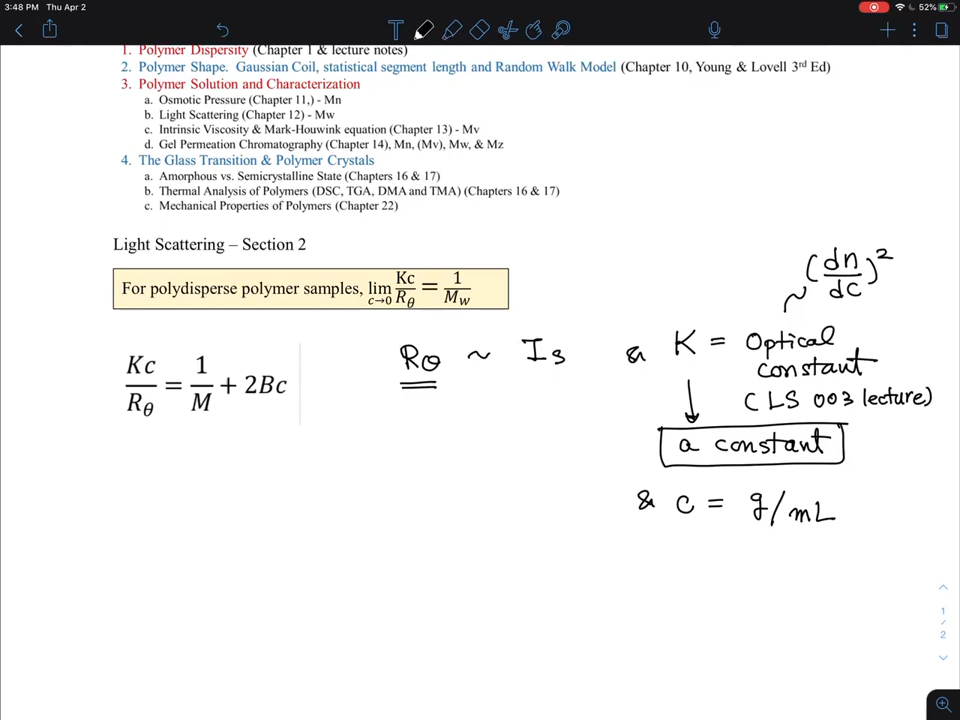 3:48 PM Thu Apr 2
52%
1. Polymer Dispersity (Chapter 1 & lecture notes)
2. Polymer Shape. Gaussian Coil, statistical segment length and Random Walk Model (Chapter 10, Young & Lovell 3rd Ed)
3. Polymer Solution and Characterization
a. Osmotic Pressure (Chapter 11,) - Mn
b. Light Scattering (Chapter 12) - Mw
c. Intrinsic Viscosity & Mark-Houwink equation (Chapter 13) - Mv
d. Gel Permeation Chromatography (Chapter 14), Mn, (Mv), Mw, & Mz
4. The Glass Transition & Polymer Crystals
a. Amorphous vs. Semicrystalline State (Chapters 16 & 17)
b. Thermal Analysis of Polymers (DSC, TGA, DMA and TMA) (Chapters 16 & 17)
c. Mechanical Properties of Polymers (Chapter 22)
Light Scattering – Section 2
For polydisperse polymer samples, lim c→0 Kc/Rθ = 1/Mw
~ (dn/dc)²
Kc/Rθ = 1/M + 2Bc
Rθ ~ Is & K = Optical
constant
(LS 003 lecture)
a constant
& c = g/mL
1
/
2